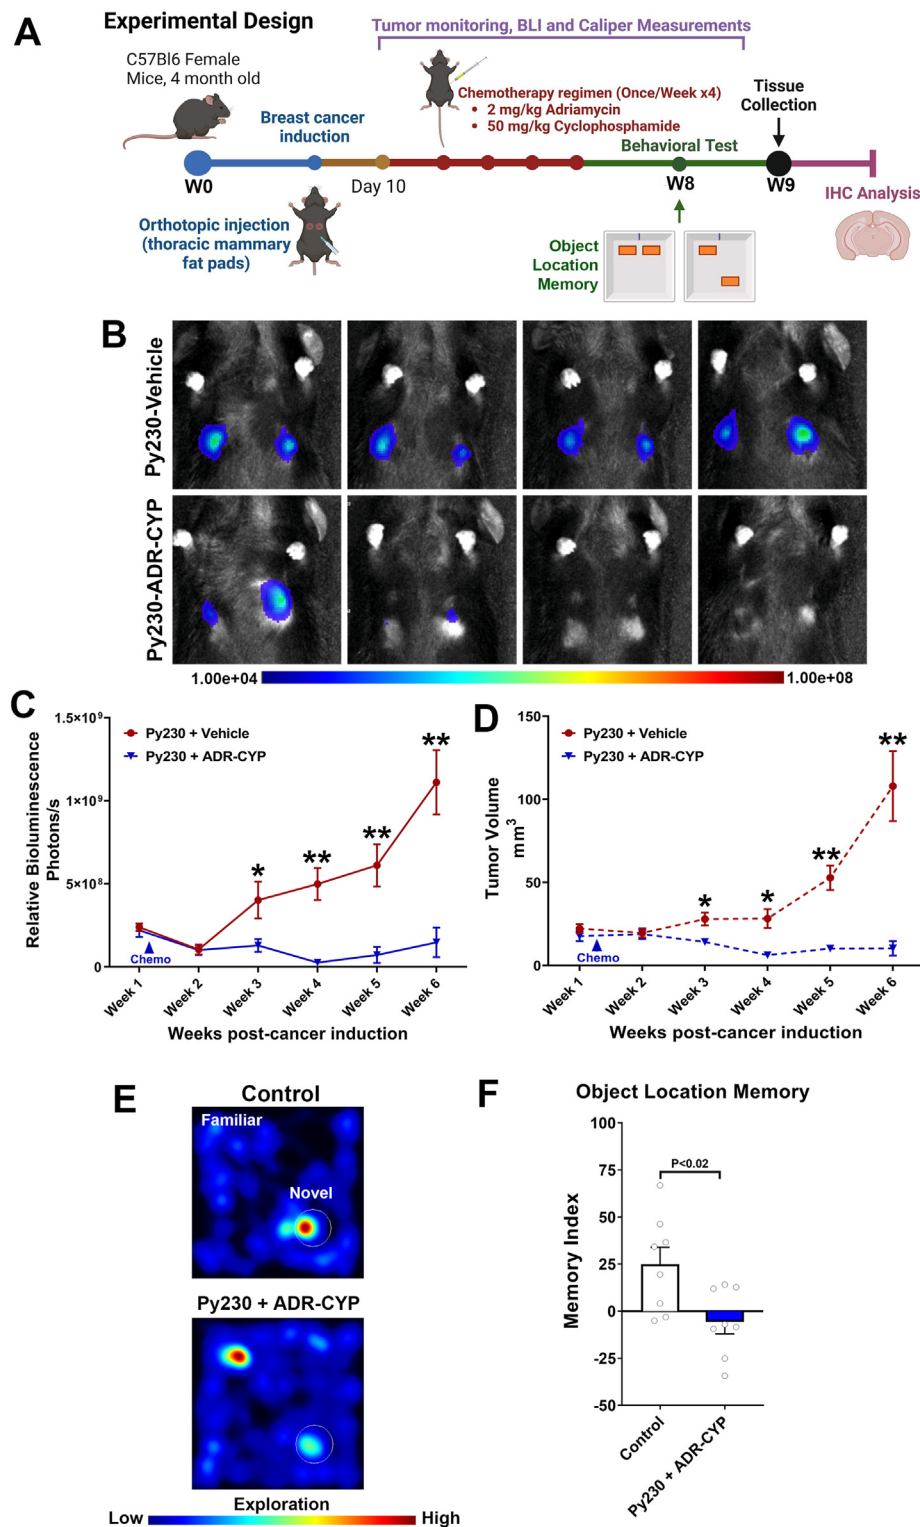 A
Experimental Design
C57Bl6 Female
Mice, 4 month old
Tumor monitoring, BLI and Caliper Measurements
Chemotherapy regimen (Once/Week x4)
• 2 mg/kg Adriamycin
• 50 mg/kg Cyclophosphamide
Tissue
Collection
Breast cancer
induction
Behavioral Test
W0
Day 10
W8
W9
IHC Analysis
Orthotopic injection
(thoracic mammary
fat pads)
Object
Location
Memory
B
Py230-Vehicle
Py230-ADR-CYP
1.00e+04
1.00e+08
C
Relative Bioluminescence
Photons/s
1.5×10⁹
1×10⁹
5×10⁸
0
Py230 + Vehicle
Py230 + ADR-CYP
*
**
**
**
Chemo
Week 1
Week 2
Week 3
Week 4
Week 5
Week 6
Weeks post-cancer induction
D
Tumor Volume
mm³
150
100
50
0
Py230 + Vehicle
Py230 + ADR-CYP
*
*
**
**
Chemo
Week 1
Week 2
Week 3
Week 4
Week 5
Week 6
Weeks post-cancer induction
E
Control
Familiar
Novel
Py230 + ADR-CYP
Exploration
Low
High
F
Object Location Memory
Memory Index
100
75
50
25
0
-25
-50
P<0.02
Control
Py230 + ADR-CYP